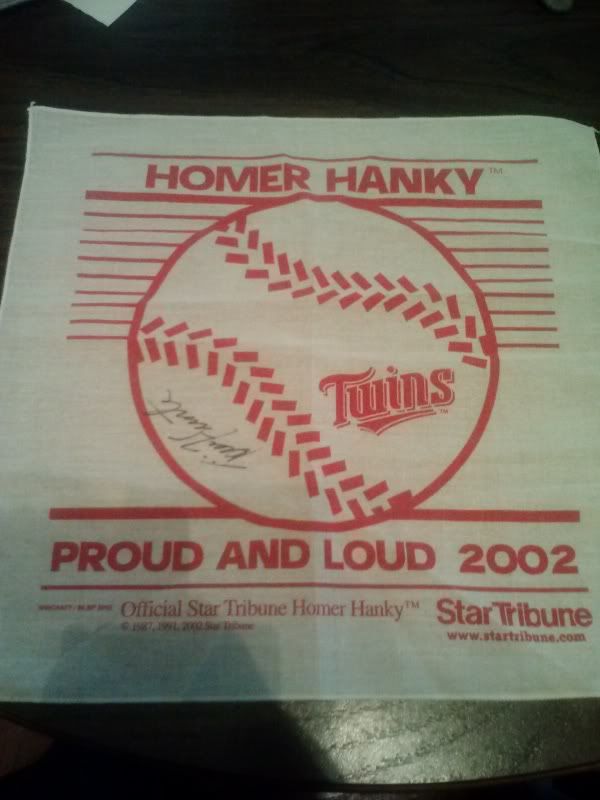 HOMER HANKY™
Twins™
PROUD AND LOUD 2002
Official Star Tribune Homer Hanky™
StarTribune
© 1987, 1991, 2002 Star Tribune
www.startribune.com